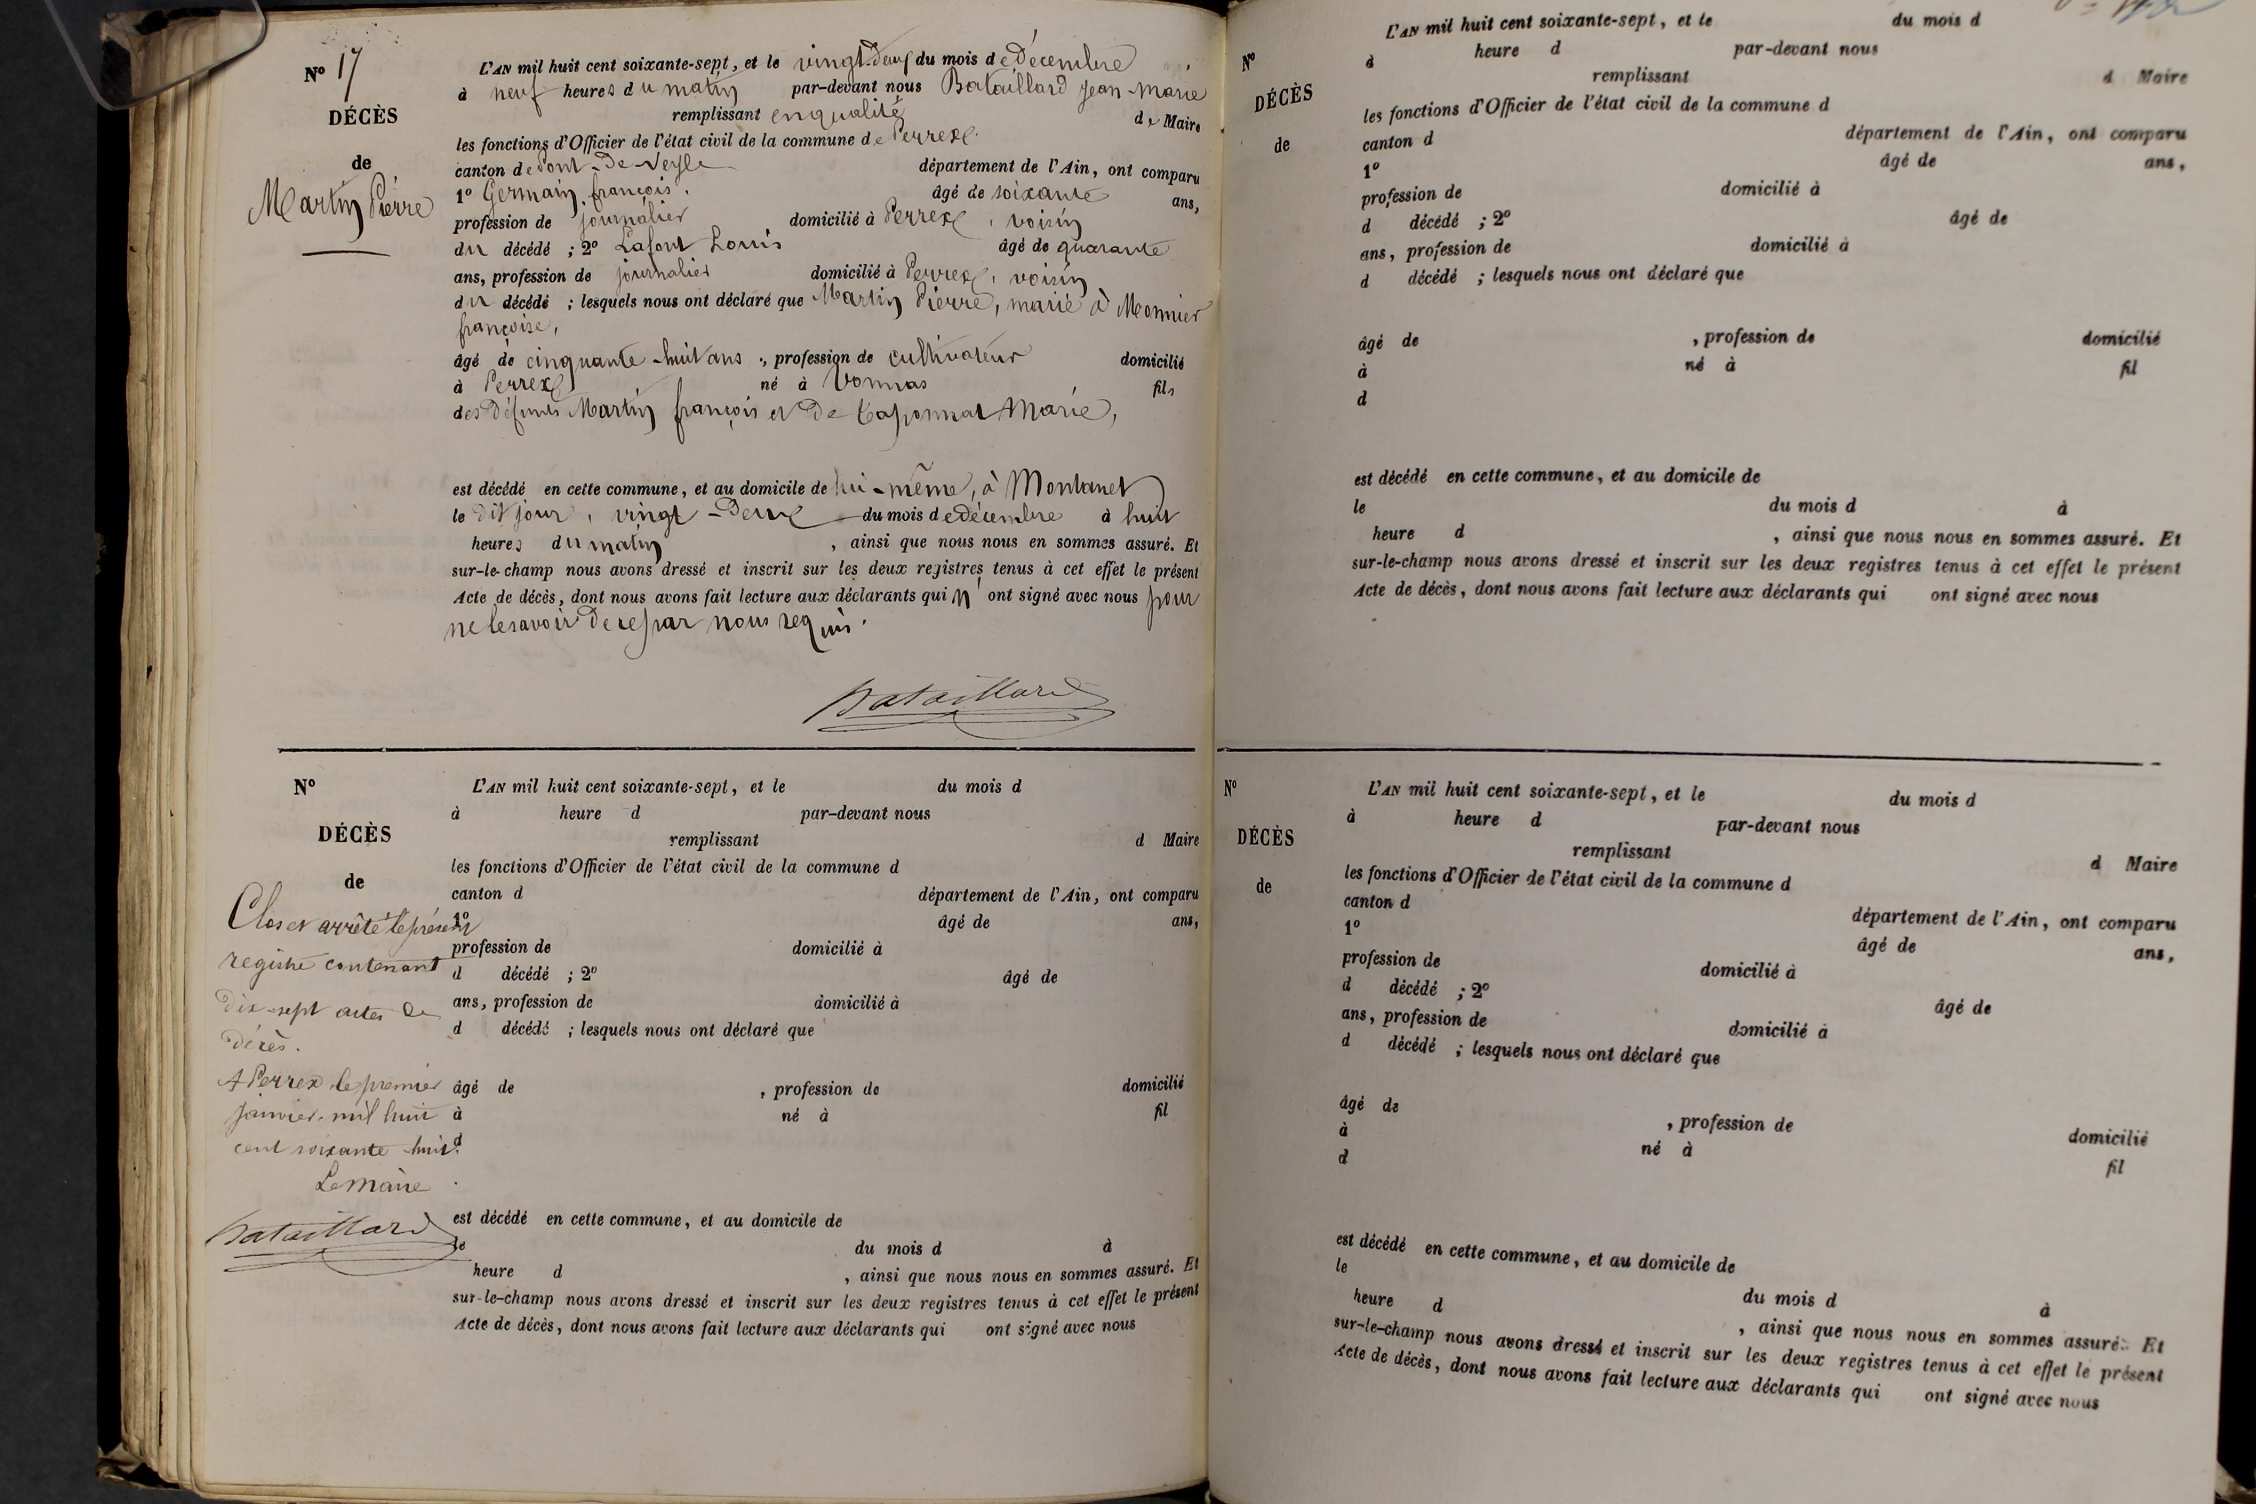 Nº 17
DÉCÈS
de
Martin Pierre
L'AN mil huit cent soixante-sept, et le vingt-deux du mois de Décembre
à neuf heures du matin par-devant nous Bataillard Jean-Marie
remplissant en qualité de Maire
les fonctions d'Officier de l'état civil de la commune de Perrex
canton de Pont-de-Veyle département de l'Ain, ont comparu
1º Germain françois, âgé de soixante ans,
profession de journalier domicilié à Perrex, voisin
du décédé ; 2º Lafont Louis âgé de quarante
ans, profession de journalier domicilié à Perrex, voisin
du décédé ; lesquels nous ont déclaré que Martin Pierre, marié à Monnier
françoise,
âgé de cinquante-huit ans, profession de cultivateur domicilié
à Perrex né à Vonnas fils
des défunts Martin françois et de Caponnat Marie,
est décédé en cette commune, et au domicile de lui-même, à Montanet
le dit jour, vingt-deux du mois de décembre à huit
heures du matin, ainsi que nous nous en sommes assuré. Et
sur-le-champ nous avons dressé et inscrit sur les deux registres tenus à cet effet le présent
Acte de décès, dont nous avons fait lecture aux déclarants qui n'ont signé avec nous pour
ne le savoir de ce par nous requis.
Bataillard
Nº
DÉCÈS
de
Clos et arrêté le présent
registre contenant
dix-sept actes de
décès.
A Perrex le premier
janvier mil huit
cent soixante huit.
Le maire
Bataillard
L'AN mil huit cent soixante-sept, et le du mois d
à heure d par-devant nous
remplissant d Maire
les fonctions d'Officier de l'état civil de la commune d
canton d département de l'Ain, ont comparu
1º âgé de ans,
profession de domicilié à
d décédé ; 2º âgé de
ans, profession de domicilié à
d décédé ; lesquels nous ont déclaré que
âgé de , profession de domicilié
à né à fil
d
est décédé en cette commune, et au domicile de
le du mois d à
heure d , ainsi que nous nous en sommes assuré. Et
sur-le-champ nous avons dressé et inscrit sur les deux registres tenus à cet effet le présent
Acte de décès, dont nous avons fait lecture aux déclarants qui ont signé avec nous
Nº
DÉCÈS
de
L'AN mil huit cent soixante-sept, et le du mois d
à heure d par-devant nous
remplissant d Maire
les fonctions d'Officier de l'état civil de la commune d
canton d département de l'Ain, ont comparu
1º âgé de ans,
profession de domicilié à
d décédé ; 2º âgé de
ans, profession de domicilié à
d décédé ; lesquels nous ont déclaré que
âgé de , profession de domicilié
à né à fil
d
est décédé en cette commune, et au domicile de
le du mois d à
heure d , ainsi que nous nous en sommes assuré. Et
sur-le-champ nous avons dressé et inscrit sur les deux registres tenus à cet effet le présent
Acte de décès, dont nous avons fait lecture aux déclarants qui ont signé avec nous
Nº
DÉCÈS
de
L'AN mil huit cent soixante-sept, et le du mois d
à heure d par-devant nous
remplissant d Maire
les fonctions d'Officier de l'état civil de la commune d
canton d département de l'Ain, ont comparu
1º âgé de ans,
profession de domicilié à
d décédé ; 2º âgé de
ans, profession de domicilié à
d décédé ; lesquels nous ont déclaré que
âgé de , profession de domicilié
à né à fil
d
est décédé en cette commune, et au domicile de
le du mois d à
heure d , ainsi que nous nous en sommes assuré. Et
sur-le-champ nous avons dressé et inscrit sur les deux registres tenus à cet effet le présent
Acte de décès, dont nous avons fait lecture aux déclarants qui ont signé avec nous